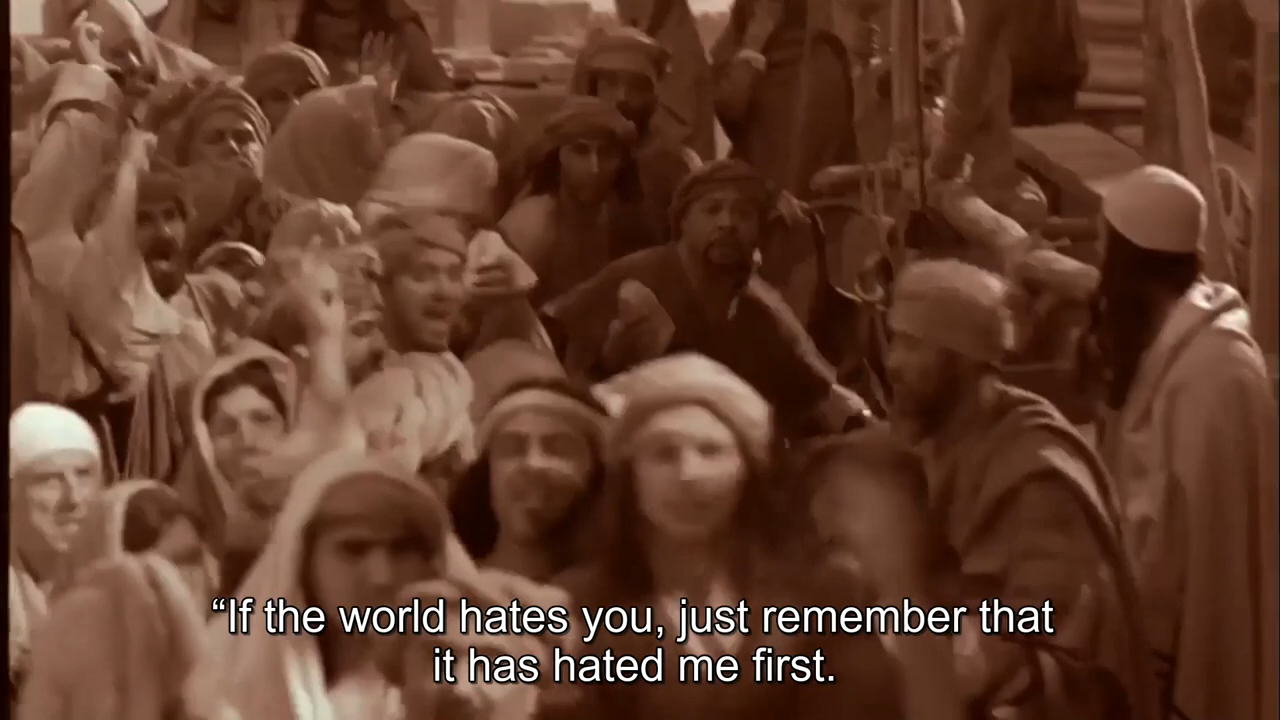 “If the world hates you, just remember that
it has hated me first.